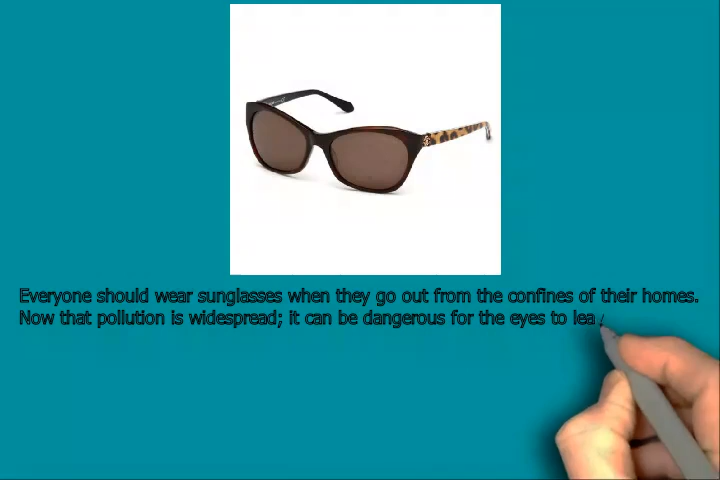 Everyone should wear sunglasses when they go out from the confines of their homes.
Now that pollution is widespread; it can be dangerous for the eyes to lea